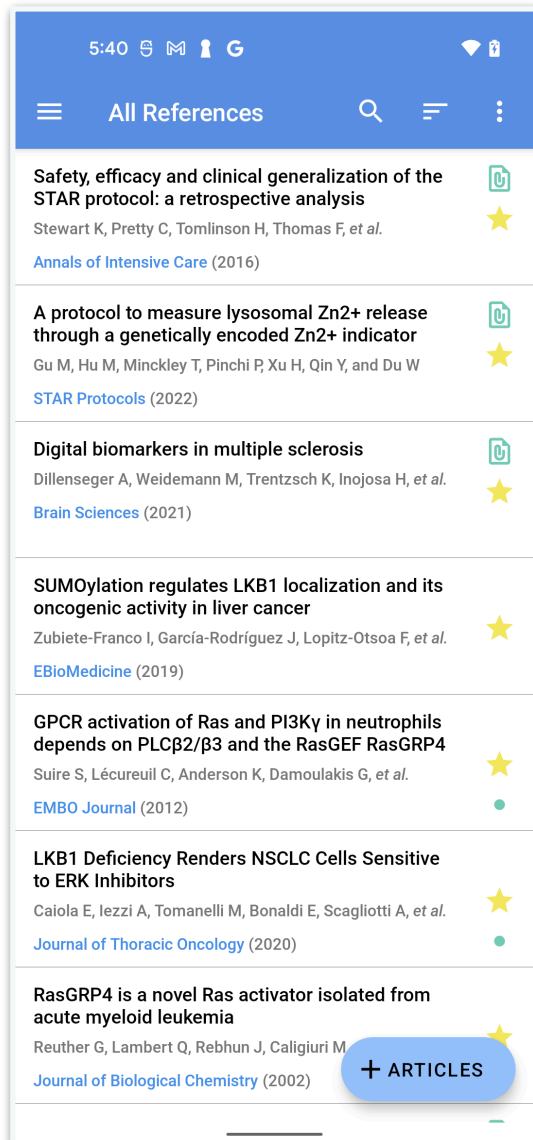 5:40
All References
Safety, efficacy and clinical generalization of the
STAR protocol: a retrospective analysis
Stewart K, Pretty C, Tomlinson H, Thomas F, et al.
Annals of Intensive Care (2016)
A protocol to measure lysosomal Zn2+ release
through a genetically encoded Zn2+ indicator
Gu M, Hu M, Minckley T, Pinchi P, Xu H, Qin Y, and Du W
STAR Protocols (2022)
Digital biomarkers in multiple sclerosis
Dillenseger A, Weidemann M, Trentzsch K, Inojosa H, et al.
Brain Sciences (2021)
SUMOylation regulates LKB1 localization and its
oncogenic activity in liver cancer
Zubiete-Franco I, García-Rodríguez J, Lopitz-Otsoa F, et al.
EBioMedicine (2019)
GPCR activation of Ras and PI3Kγ in neutrophils
depends on PLCβ2/β3 and the RasGEF RasGRP4
Suire S, Lécureuil C, Anderson K, Damoulakis G, et al.
EMBO Journal (2012)
LKB1 Deficiency Renders NSCLC Cells Sensitive
to ERK Inhibitors
Caiola E, Iezzi A, Tomanelli M, Bonaldi E, Scagliotti A, et al.
Journal of Thoracic Oncology (2020)
RasGRP4 is a novel Ras activator isolated from
acute myeloid leukemia
Reuther G, Lambert Q, Rebhun J, Caligiuri M
Journal of Biological Chemistry (2002)
+ ARTICLES